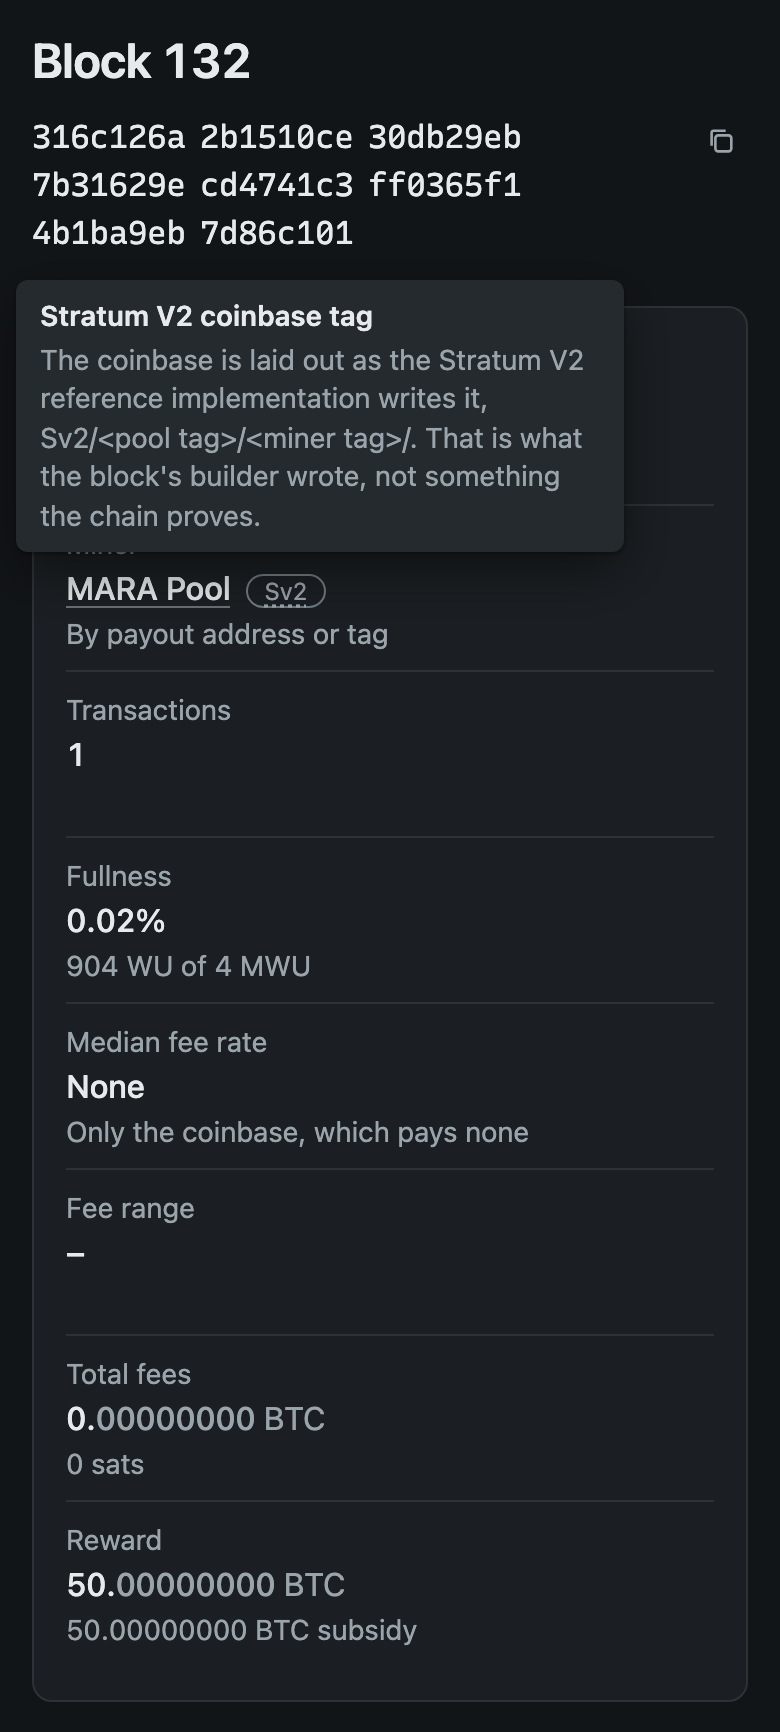 Block 132
316c126a 2b1510ce 30db29eb
7b31629e cd4741c3 ff0365f1
4b1ba9eb 7d86c101
Stratum V2 coinbase tag
The coinbase is laid out as the Stratum V2
reference implementation writes it,
Sv2/<pool tag>/<miner tag>/. That is what
the block's builder wrote, not something
the chain proves.
MARA Pool Sv2
By payout address or tag
Transactions
1
Fullness
0.02%
904 WU of 4 MWU
Median fee rate
None
Only the coinbase, which pays none
Fee range
–
Total fees
0.00000000 BTC
0 sats
Reward
50.00000000 BTC
50.00000000 BTC subsidy